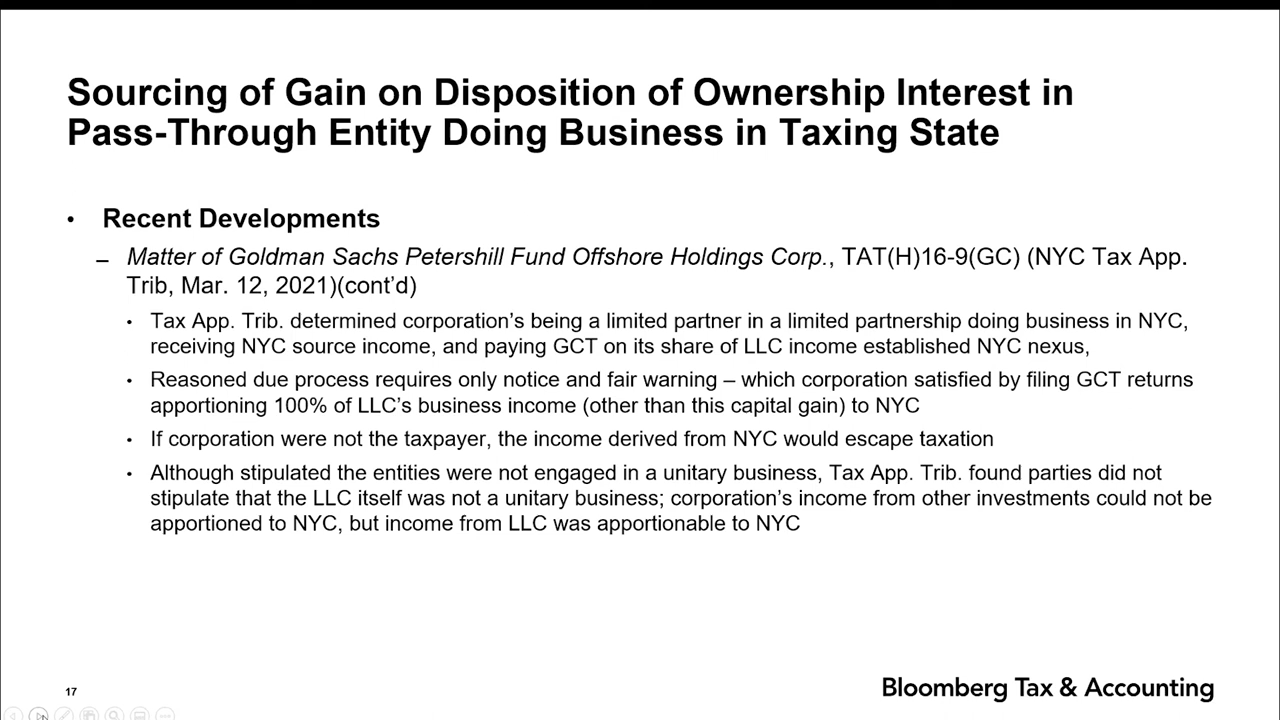 Sourcing of Gain on Disposition of Ownership Interest in
Pass-Through Entity Doing Business in Taxing State
• Recent Developments
– Matter of Goldman Sachs Petershill Fund Offshore Holdings Corp., TAT(H)16-9(GC) (NYC Tax App.
Trib, Mar. 12, 2021)(cont’d)
• Tax App. Trib. determined corporation’s being a limited partner in a limited partnership doing business in NYC,
receiving NYC source income, and paying GCT on its share of LLC income established NYC nexus,
• Reasoned due process requires only notice and fair warning – which corporation satisfied by filing GCT returns
apportioning 100% of LLC’s business income (other than this capital gain) to NYC
• If corporation were not the taxpayer, the income derived from NYC would escape taxation
• Although stipulated the entities were not engaged in a unitary business, Tax App. Trib. found parties did not
stipulate that the LLC itself was not a unitary business; corporation’s income from other investments could not be
apportioned to NYC, but income from LLC was apportionable to NYC
17
Bloomberg Tax & Accounting